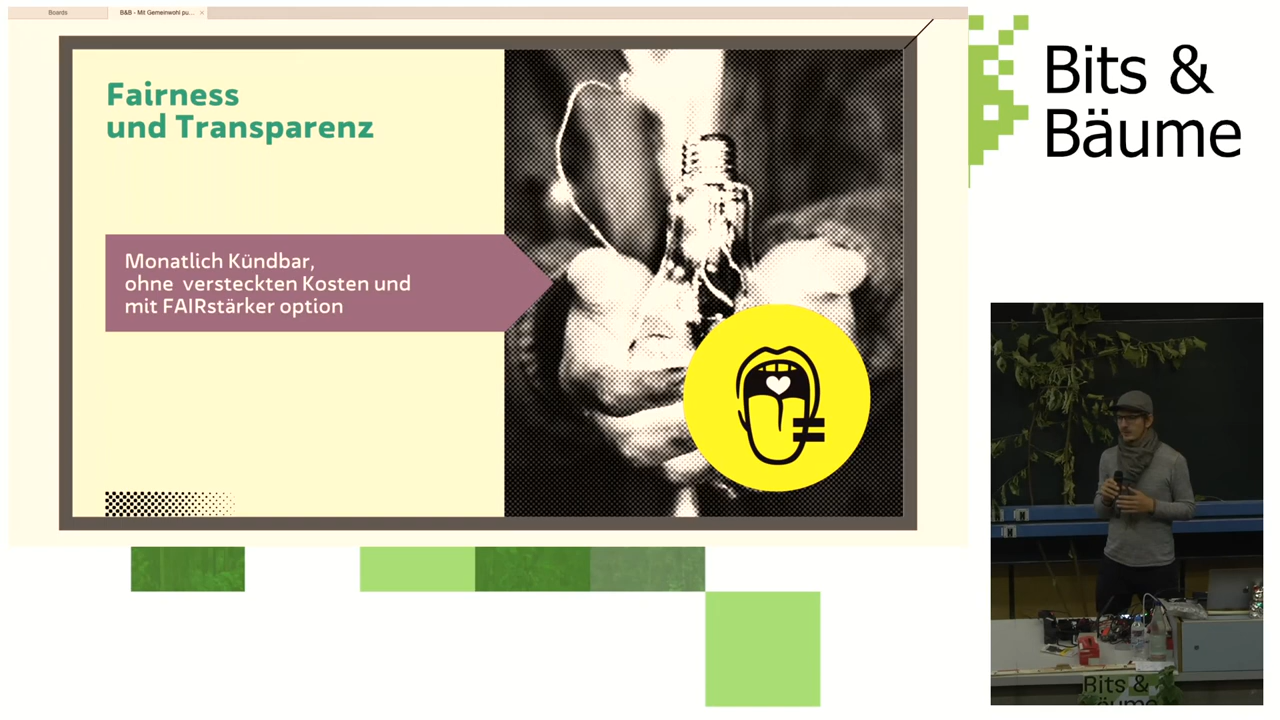 Boards
B&B - Mit Gemeinwohl pu...
Fairness
und Transparenz
Monatlich Kündbar,
ohne versteckten Kosten und
mit FAIRstärker option
Bits &
Bäume
Bits &
äume